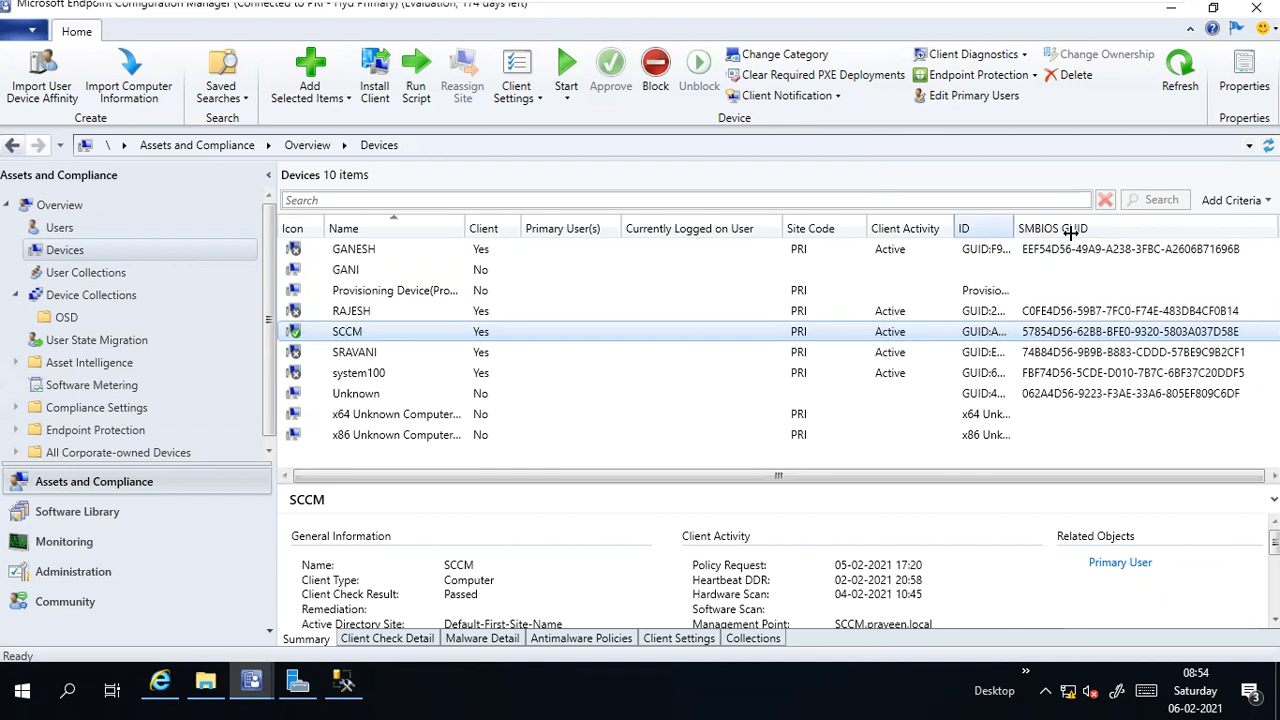 Microsoft Endpoint Configuration Manager (Connected to PRI - Hyd Primary) (Evaluation, 174 days left)
Home
Import User
Device Affinity
Import Computer
Information
Saved
Searches
Add
Selected Items
Install
Client
Run
Script
Reassign
Site
Client
Settings
Start
Approve
Block
Unblock
Change Category
Clear Required PXE Deployments
Client Notification
Client Diagnostics
Endpoint Protection
Edit Primary Users
Change Ownership
Delete
Refresh
Properties
Create
Search
Device
Properties
\ Assets and Compliance Overview Devices
Assets and Compliance
Overview
Users
Devices
User Collections
Device Collections
OSD
User State Migration
Asset Intelligence
Software Metering
Compliance Settings
Endpoint Protection
All Corporate-owned Devices
Assets and Compliance
Software Library
Monitoring
Administration
Community
Devices 10 items
Search Search Add Criteria
Icon Name Client Primary User(s) Currently Logged on User Site Code Client Activity ID SMBIOS GUID
GANESH Yes PRI Active GUID:F9... EEF54D56-49A9-A238-3FBC-A2606B71696B
GANI No
Provisioning Device(Pro... No PRI Provisio...
RAJESH Yes PRI Active GUID:2... C0FE4D56-59B7-7FC0-F74E-483DB4CF0B14
SCCM Yes PRI Active GUID:A... 57854D56-62BB-BFE0-9320-5803A037D58E
SRAVANI Yes PRI Active GUID:E... 74B84D56-9B9B-B883-CDDD-57BE9C9B2CF1
system100 Yes PRI Active GUID:6... FBF74D56-5CDE-D010-7B7C-6BF37C20DDF5
Unknown No GUID:4... 062A4D56-9223-F3AE-33A6-805EF809C6DF
x64 Unknown Computer... No PRI x64 Unk...
x86 Unknown Computer... No PRI x86 Unk...
SCCM
General Information
Name: SCCM
Client Type: Computer
Client Check Result: Passed
Remediation:
Active Directory Site: Default-First-Site-Name
Client Activity
Policy Request: 05-02-2021 17:20
Heartbeat DDR: 02-02-2021 20:58
Hardware Scan: 04-02-2021 10:45
Software Scan:
Management Point: SCCM.praveen.local
Related Objects
Primary User
Summary Client Check Detail Malware Detail Antimalware Policies Client Settings Collections
Ready
Desktop
08:54
Saturday
06-02-2021
3